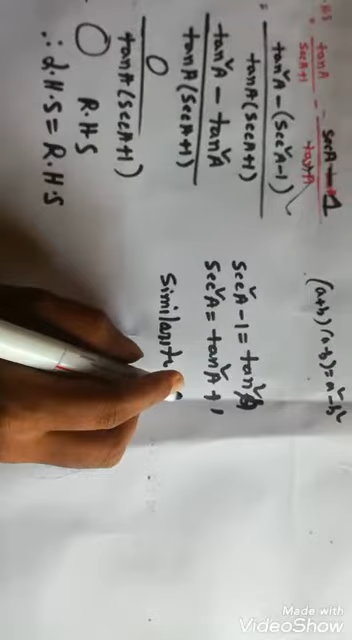 L.H.S
= tanA/secA+1 - secA-1/tanA
= tan²A-(sec²A-1)/tanA(secA+1)
tan²A-tan²A/tanA(secA+1)
0/tanA(secA+1)
0 R.H.S
∴ L.H.S=R.H.S
(a+b)(a-b)=a²-b²
sec²A-1=tan²A
sec²A=tan²A+1
Similarit
Made with
VideoShow